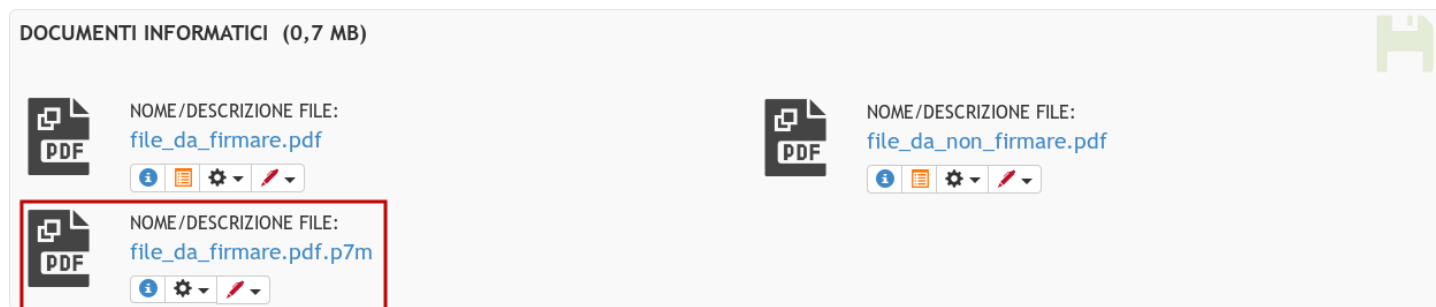 DOCUMENTI INFORMATICI (0,7 MB)
PDF
NOME/DESCRIZIONE FILE:
file_da_firmare.pdf
PDF
NOME/DESCRIZIONE FILE:
file_da_non_firmare.pdf
PDF
NOME/DESCRIZIONE FILE:
file_da_firmare.pdf.p7m